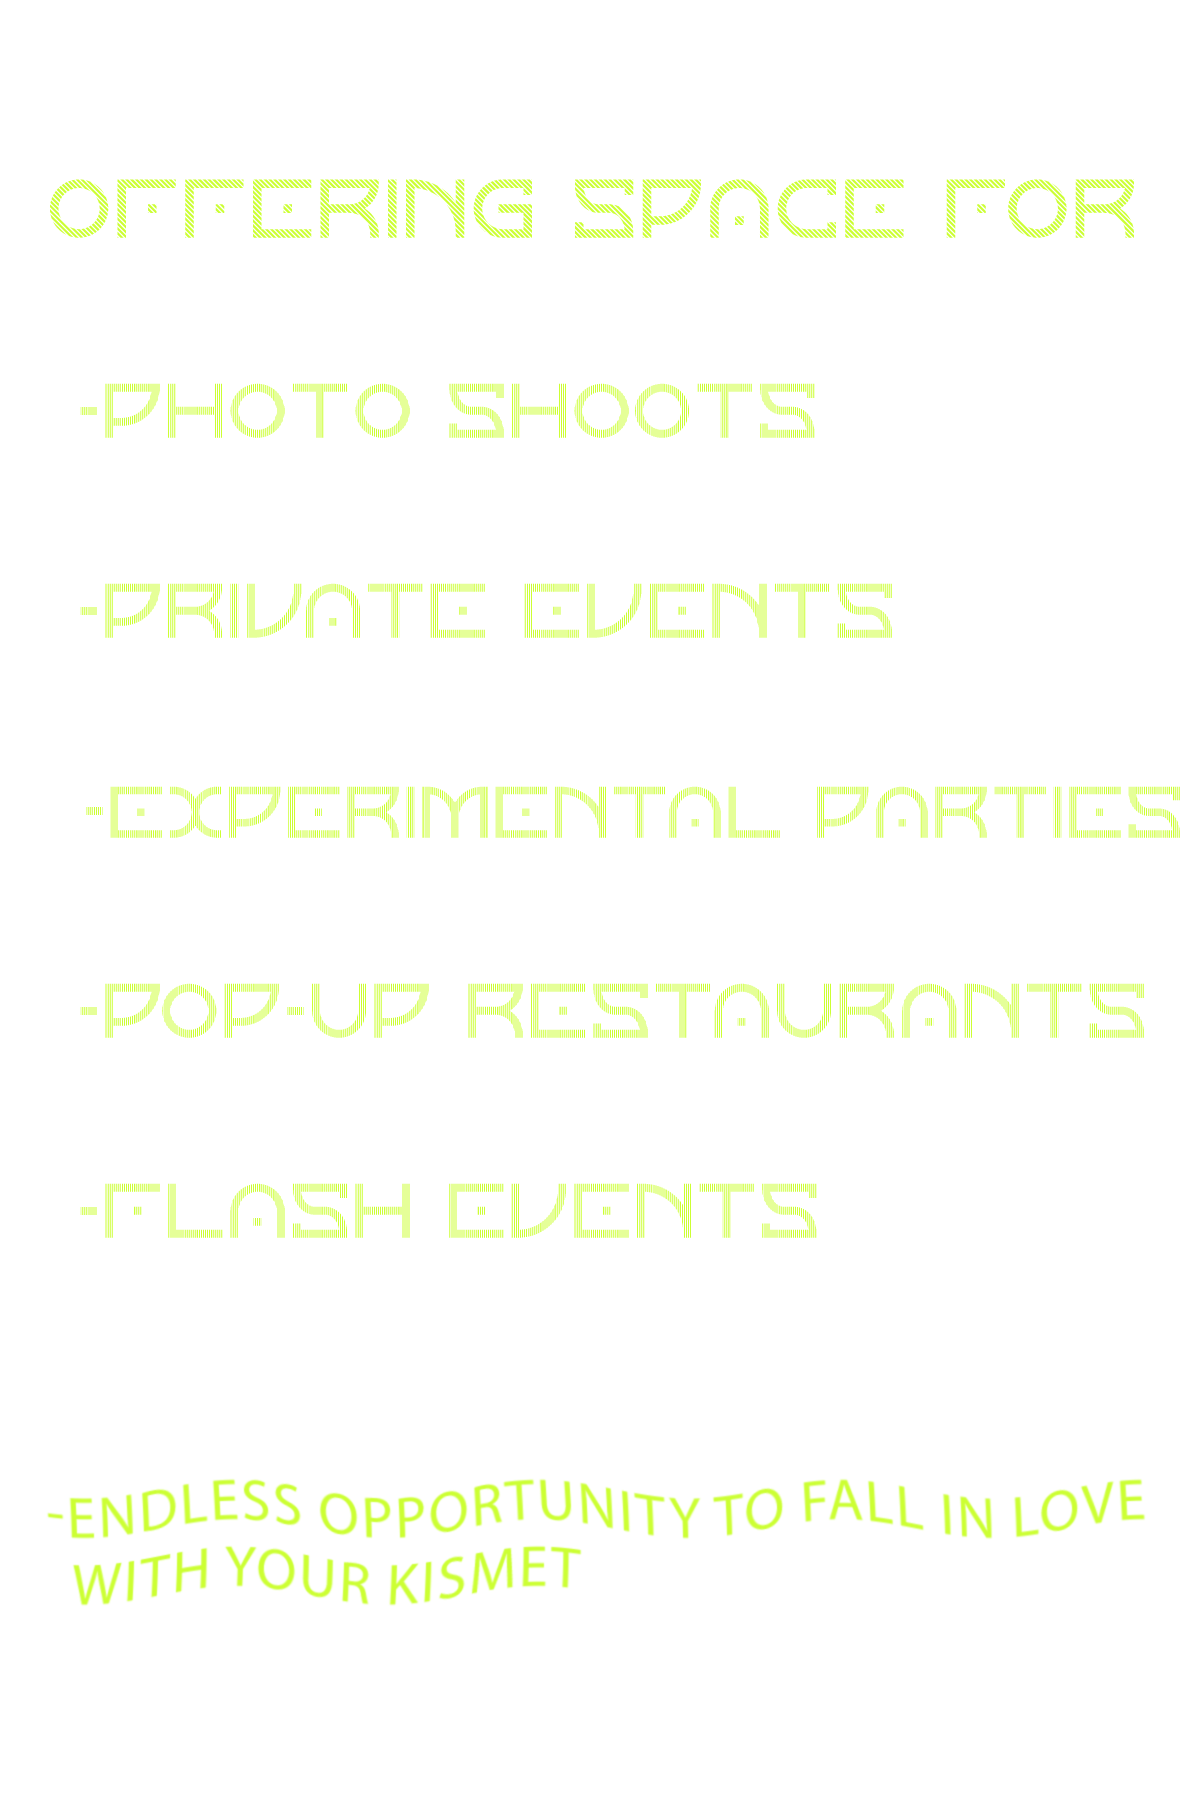 OFFERING SPACE FOR
-PHOTO SHOOTS
-PRIVATE EVENTS
-EXPERIMENTAL PARTIES
-POP-UP RESTAURANTS
-FLASH EVENTS
-ENDLESS OPPORTUNITY TO FALL IN LOVE
WITH YOUR KISMET